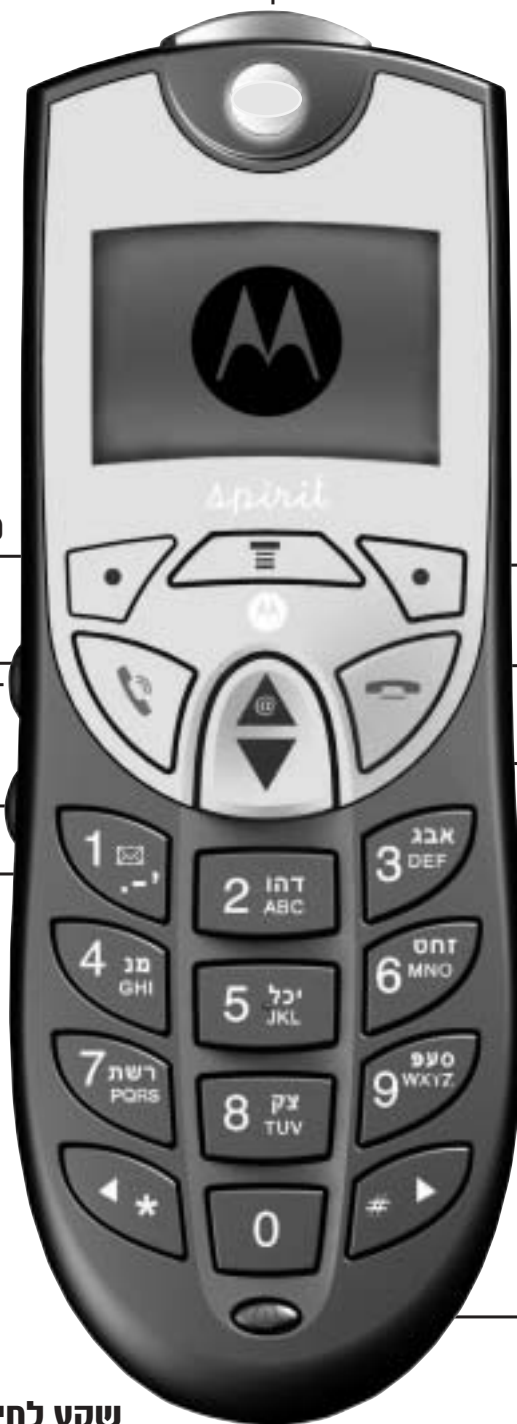 spirit
@
1
' - .
2 דהו
ABC
3 אבג
DEF
4 מנ
GHI
5 יכל
JKL
6 זחט
MNO
7 רשת
PQRS
8 צק
TUV
9 סעפ
WXYZ
*
0
#
שקע לחי